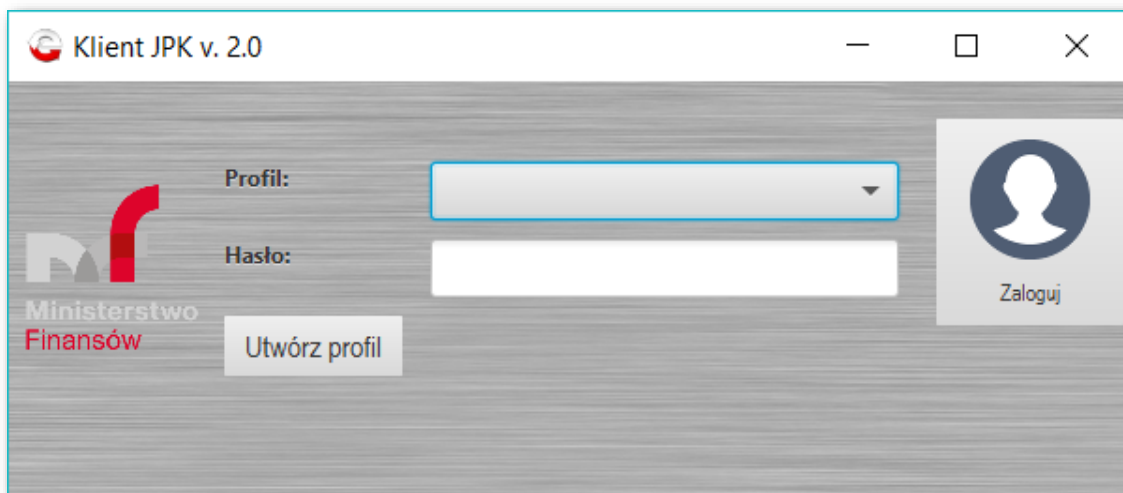 Klient JPK v. 2.0
Profil:
Hasło:
Zaloguj
Ministerstwo
Finansów
Utwórz profil